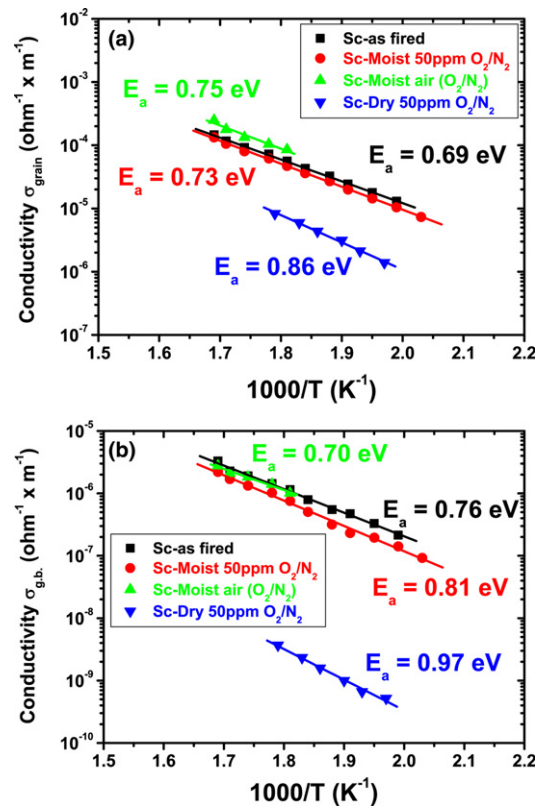 (a)
Sc-as fired
Sc-Moist 50ppm O₂/N₂
Sc-Moist air (O₂/N₂)
Sc-Dry 50ppm O₂/N₂
Eₐ = 0.75 eV
Eₐ = 0.69 eV
Eₐ = 0.73 eV
Eₐ = 0.86 eV
Conductivity σgrain (ohm⁻¹ x m⁻¹)
10⁻²
10⁻³
10⁻⁴
10⁻⁵
10⁻⁶
10⁻⁷
1.5 1.6 1.7 1.8 1.9 2.0 2.1 2.2
1000/T (K⁻¹)
(b)
Eₐ = 0.70 eV
Eₐ = 0.76 eV
Sc-as fired
Sc-Moist 50ppm O₂/N₂
Sc-Moist air (O₂/N₂)
Sc-Dry 50ppm O₂/N₂
Eₐ = 0.81 eV
Eₐ = 0.97 eV
Conductivity σg.b. (ohm⁻¹ x m⁻¹)
10⁻⁵
10⁻⁶
10⁻⁷
10⁻⁸
10⁻⁹
10⁻¹⁰
1.5 1.6 1.7 1.8 1.9 2.0 2.1 2.2
1000/T (K⁻¹)